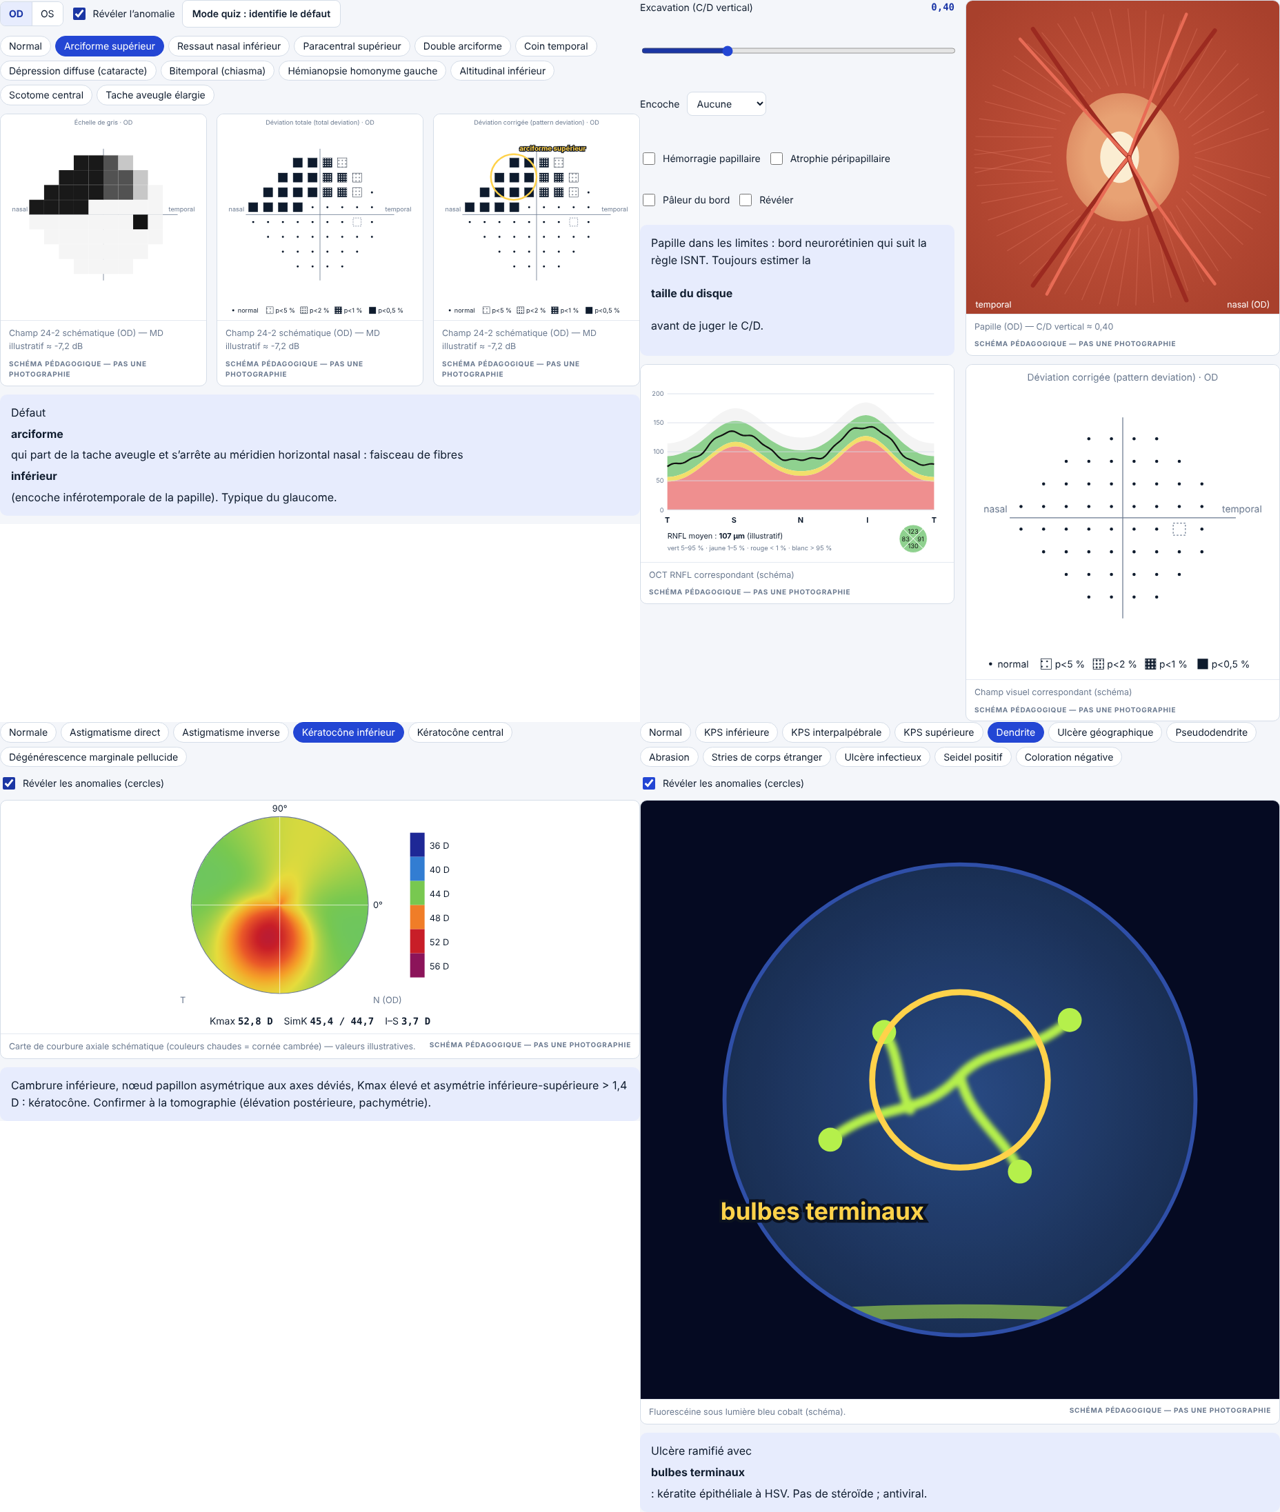 OD OS Révéler l'anomalie Mode quiz : identifie le défaut
Normal Arciforme supérieur Ressaut nasal inférieur Paracentral supérieur Double arciforme Coin temporal
Dépression diffuse (cataracte) Bitemporal (chiasma) Hémianopsie homonyme gauche Altitudinal inférieur
Scotome central Tache aveugle élargie
Échelle de gris · OD
nasal temporal
Champ 24-2 schématique (OD) — MD
illustratif ≈ -7,2 dB
SCHÉMA PÉDAGOGIQUE — PAS UNE
PHOTOGRAPHIE
Déviation totale (total deviation) · OD
nasal temporal
normal p<5 % p<2 % p<1 % p<0,5 %
Champ 24-2 schématique (OD) — MD
illustratif ≈ -7,2 dB
SCHÉMA PÉDAGOGIQUE — PAS UNE
PHOTOGRAPHIE
Déviation corrigée (pattern deviation) · OD
arciforme supérieur
nasal temporal
normal p<5 % p<2 % p<1 % p<0,5 %
Champ 24-2 schématique (OD) — MD
illustratif ≈ -7,2 dB
SCHÉMA PÉDAGOGIQUE — PAS UNE
PHOTOGRAPHIE
Défaut
arciforme
qui part de la tache aveugle et s'arrête au méridien horizontal nasal : faisceau de fibres
inférieur
(encoche inférotemporale de la papille). Typique du glaucome.
Excavation (C/D vertical) 0,40
Encoche Aucune
Hémorragie papillaire Atrophie péripapillaire
Pâleur du bord Révéler
Papille dans les limites : bord neurorétinien qui suit la
règle ISNT. Toujours estimer la
taille du disque
avant de juger le C/D.
temporal nasal (OD)
Papille (OD) — C/D vertical ≈ 0,40
SCHÉMA PÉDAGOGIQUE — PAS UNE PHOTOGRAPHIE
200
150
100
50
0
T S N I T
RNFL moyen : 107 µm (illustratif)
vert 5–95 % · jaune 1–5 % · rouge < 1 % · blanc > 95 %
123
83 91
130
OCT RNFL correspondant (schéma)
SCHÉMA PÉDAGOGIQUE — PAS UNE PHOTOGRAPHIE
Déviation corrigée (pattern deviation) · OD
nasal temporal
normal p<5 % p<2 % p<1 % p<0,5 %
Champ visuel correspondant (schéma)
SCHÉMA PÉDAGOGIQUE — PAS UNE PHOTOGRAPHIE
Normale Astigmatisme direct Astigmatisme inverse Kératocône inférieur Kératocône central
Dégénérescence marginale pellucide
Révéler les anomalies (cercles)
90°
0°
36 D
40 D
44 D
48 D
52 D
56 D
T N (OD)
Kmax 52,8 D SimK 45,4 / 44,7 I–S 3,7 D
Carte de courbure axiale schématique (couleurs chaudes = cornée cambrée) — valeurs illustratives. SCHÉMA PÉDAGOGIQUE — PAS UNE PHOTOGRAPHIE
Cambrure inférieure, nœud papillon asymétrique aux axes déviés, Kmax élevé et asymétrie inférieure-supérieure > 1,4
D : kératocône. Confirmer à la tomographie (élévation postérieure, pachymétrie).
Normal KPS inférieure KPS interpalpébrale KPS supérieure Dendrite Ulcère géographique Pseudodendrite
Abrasion Stries de corps étranger Ulcère infectieux Seidel positif Coloration négative
Révéler les anomalies (cercles)
bulbes terminaux
Fluorescéine sous lumière bleu cobalt (schéma). SCHÉMA PÉDAGOGIQUE — PAS UNE PHOTOGRAPHIE
Ulcère ramifié avec
bulbes terminaux
: kératite épithéliale à HSV. Pas de stéroïde ; antiviral.